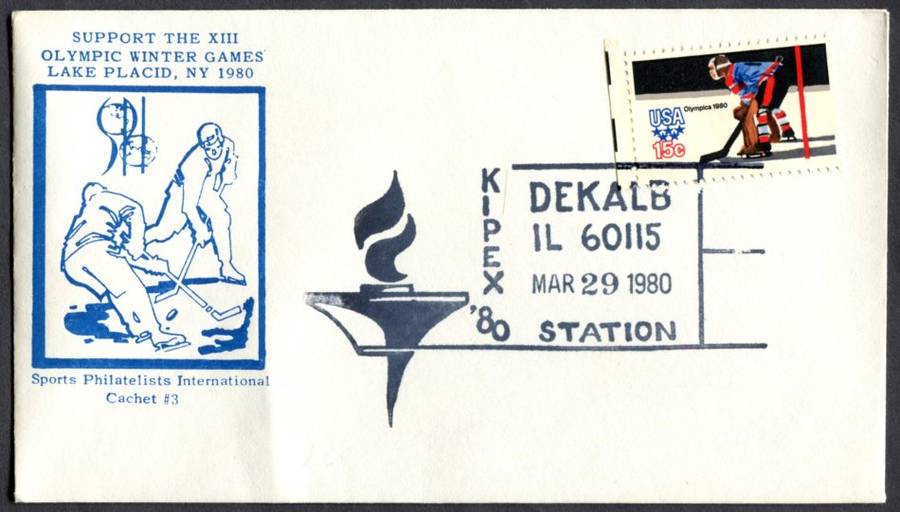 SUPPORT THE XIII
OLYMPIC WINTER GAMES
LAKE PLACID, NY 1980
Sports Philatelists International
Cachet #3
Olympics 1980
USA
15c
KIPEX
'80
DEKALB
IL 60115
MAR 29 1980
STATION